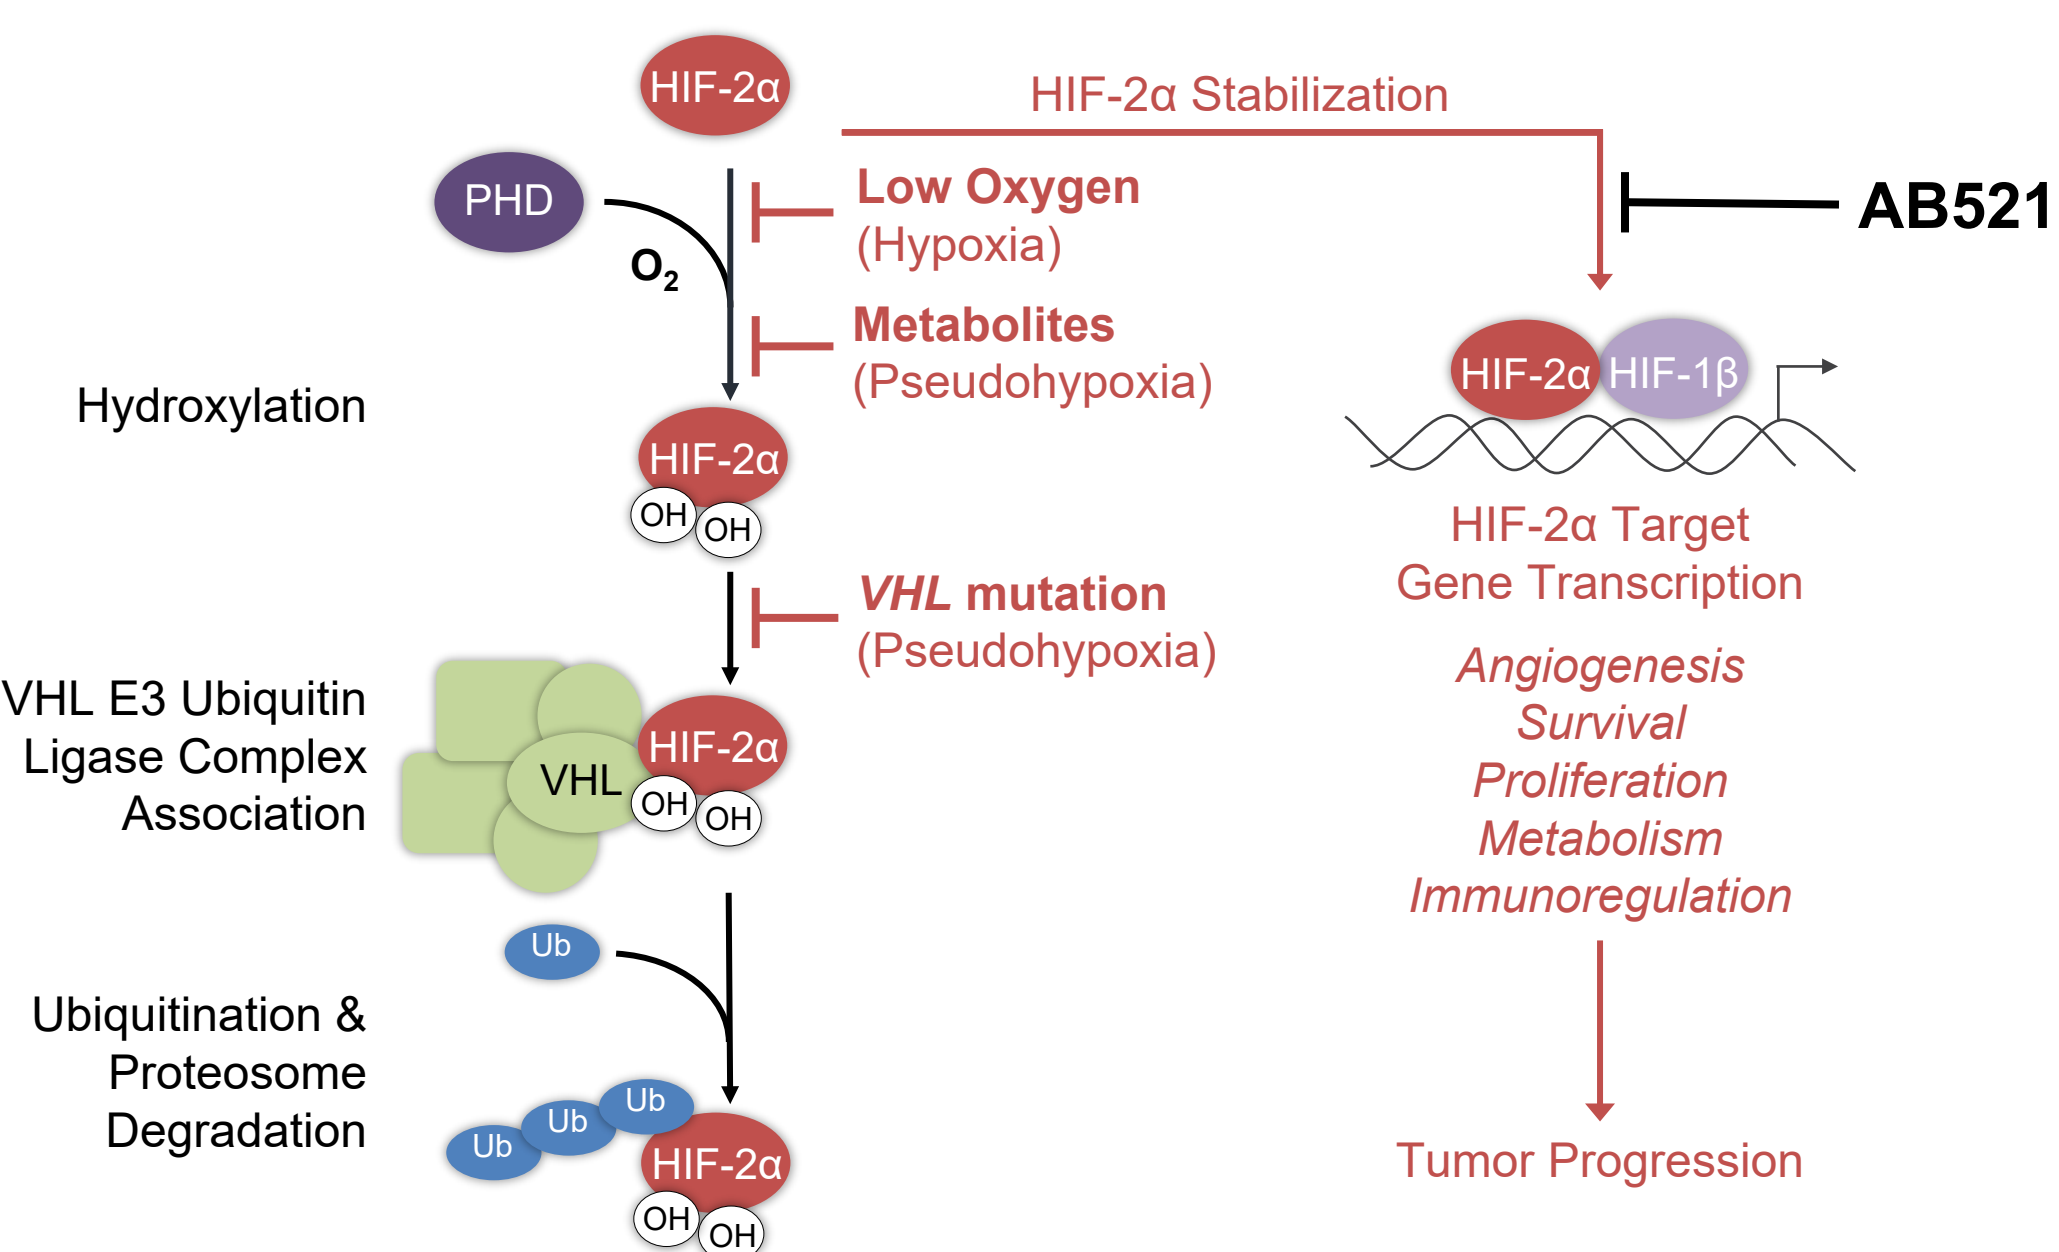 HIF-2α
HIF-2α Stabilization
PHD
O2
Low Oxygen
(Hypoxia)
AB521
Metabolites
(Pseudohypoxia)
Hydroxylation
HIF-2α
OH
OH
HIF-2α
HIF-1β
HIF-2α Target
Gene Transcription
VHL mutation
(Pseudohypoxia)
Angiogenesis
Survival
Proliferation
Metabolism
Immunoregulation
VHL E3 Ubiquitin
Ligase Complex
Association
VHL
HIF-2α
OH
OH
Ub
Ubiquitination &
Proteosome
Degradation
Ub
Ub
Ub
HIF-2α
OH
OH
Tumor Progression